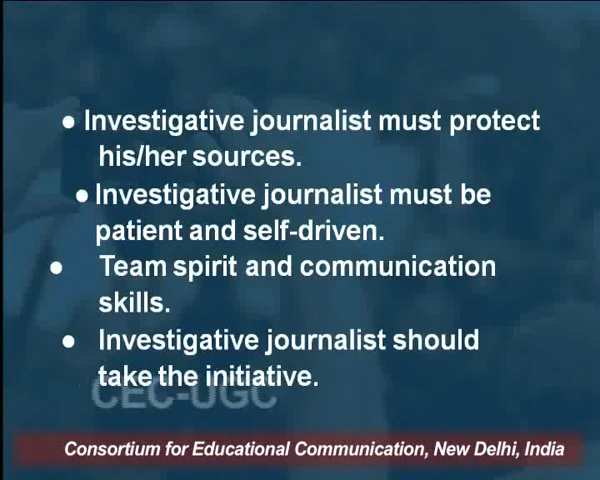 ● Investigative journalist must protect
his/her sources.
● Investigative journalist must be
patient and self-driven.
● Team spirit and communication
skills.
● Investigative journalist should
take the initiative.
CEC-UGC
Consortium for Educational Communication, New Delhi, India